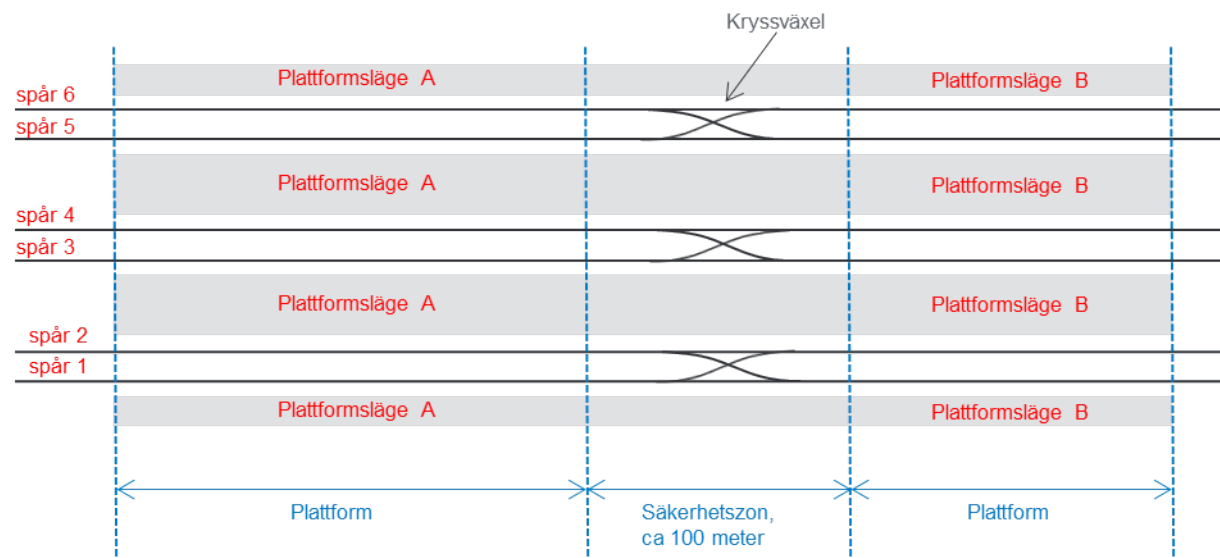 Kryssväxel
Plattformsläge A
Plattformsläge B
spår 6
spår 5
Plattformsläge A
Plattformsläge B
spår 4
spår 3
Plattformsläge A
Plattformsläge B
spår 2
spår 1
Plattformsläge A
Plattformsläge B
Plattform
Säkerhetszon,
ca 100 meter
Plattform